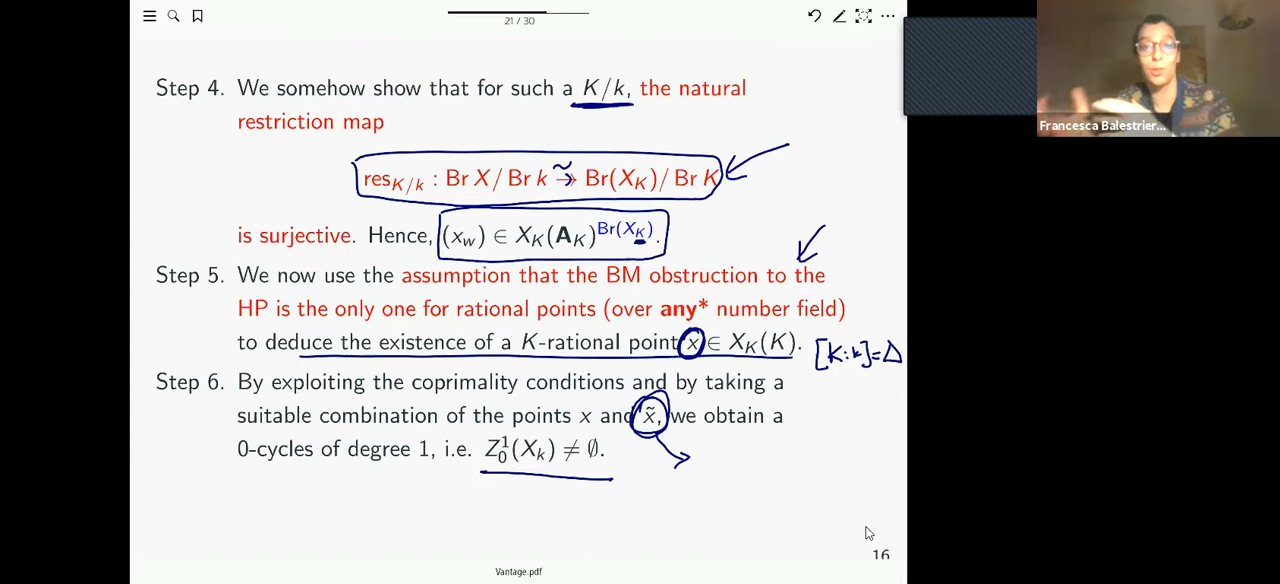 21 / 30
Step 4. We somehow show that for such a K/k, the natural
restriction map
res_{K/k} : Br X/ Br k →̃ Br(X_K)/ Br K
is surjective. Hence, (x_w) ∈ X_K(𝐀_K)^{Br(X_K)}.
Step 5. We now use the assumption that the BM obstruction to the
HP is the only one for rational points (over any* number field)
to deduce the existence of a K-rational point x ∈ X_K(K).
[K:k]=Δ
Step 6. By exploiting the coprimality conditions and by taking a
suitable combination of the points x and x̃, we obtain a
0-cycles of degree 1, i.e. Z_0^1(X_k) ≠ ∅.
16
Vantage.pdf
Francesca Balestrier...